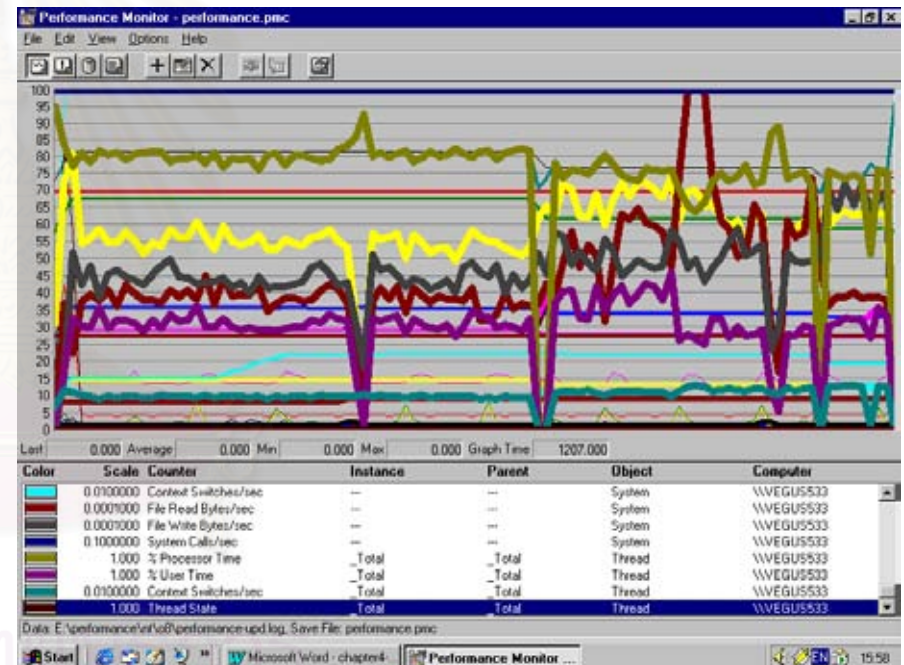 Performance Monitor - performance.pmc
File Edit View Options Help
100
95
90
85
80
75
70
65
60
55
50
45
40
35
30
25
20
15
10
5
0
Last 0.000 Average 0.000 Min 0.000 Max 0.000 Graph Time 1207.000
Color Scale Counter Instance Parent Object Computer
0.0100000 Context Switches/sec --- --- System \\VEGUS533
0.0001000 File Read Bytes/sec --- --- System \\VEGUS533
0.0001000 File Write Bytes/sec --- --- System \\VEGUS533
0.1000000 System Calls/sec --- --- System \\VEGUS533
1.000 % Processor Time _Total _Total Thread \\VEGUS533
1.000 % User Time _Total _Total Thread \\VEGUS533
0.0100000 Context Switches/sec _Total _Total Thread \\VEGUS533
1.000 Thread State _Total _Total Thread \\VEGUS533
Data: E:\performance\nt\o8\performance-upd.log, Save File: performance.pmc
Start Microsoft Word - chapter4-... Performance Monitor ... EN 15:58